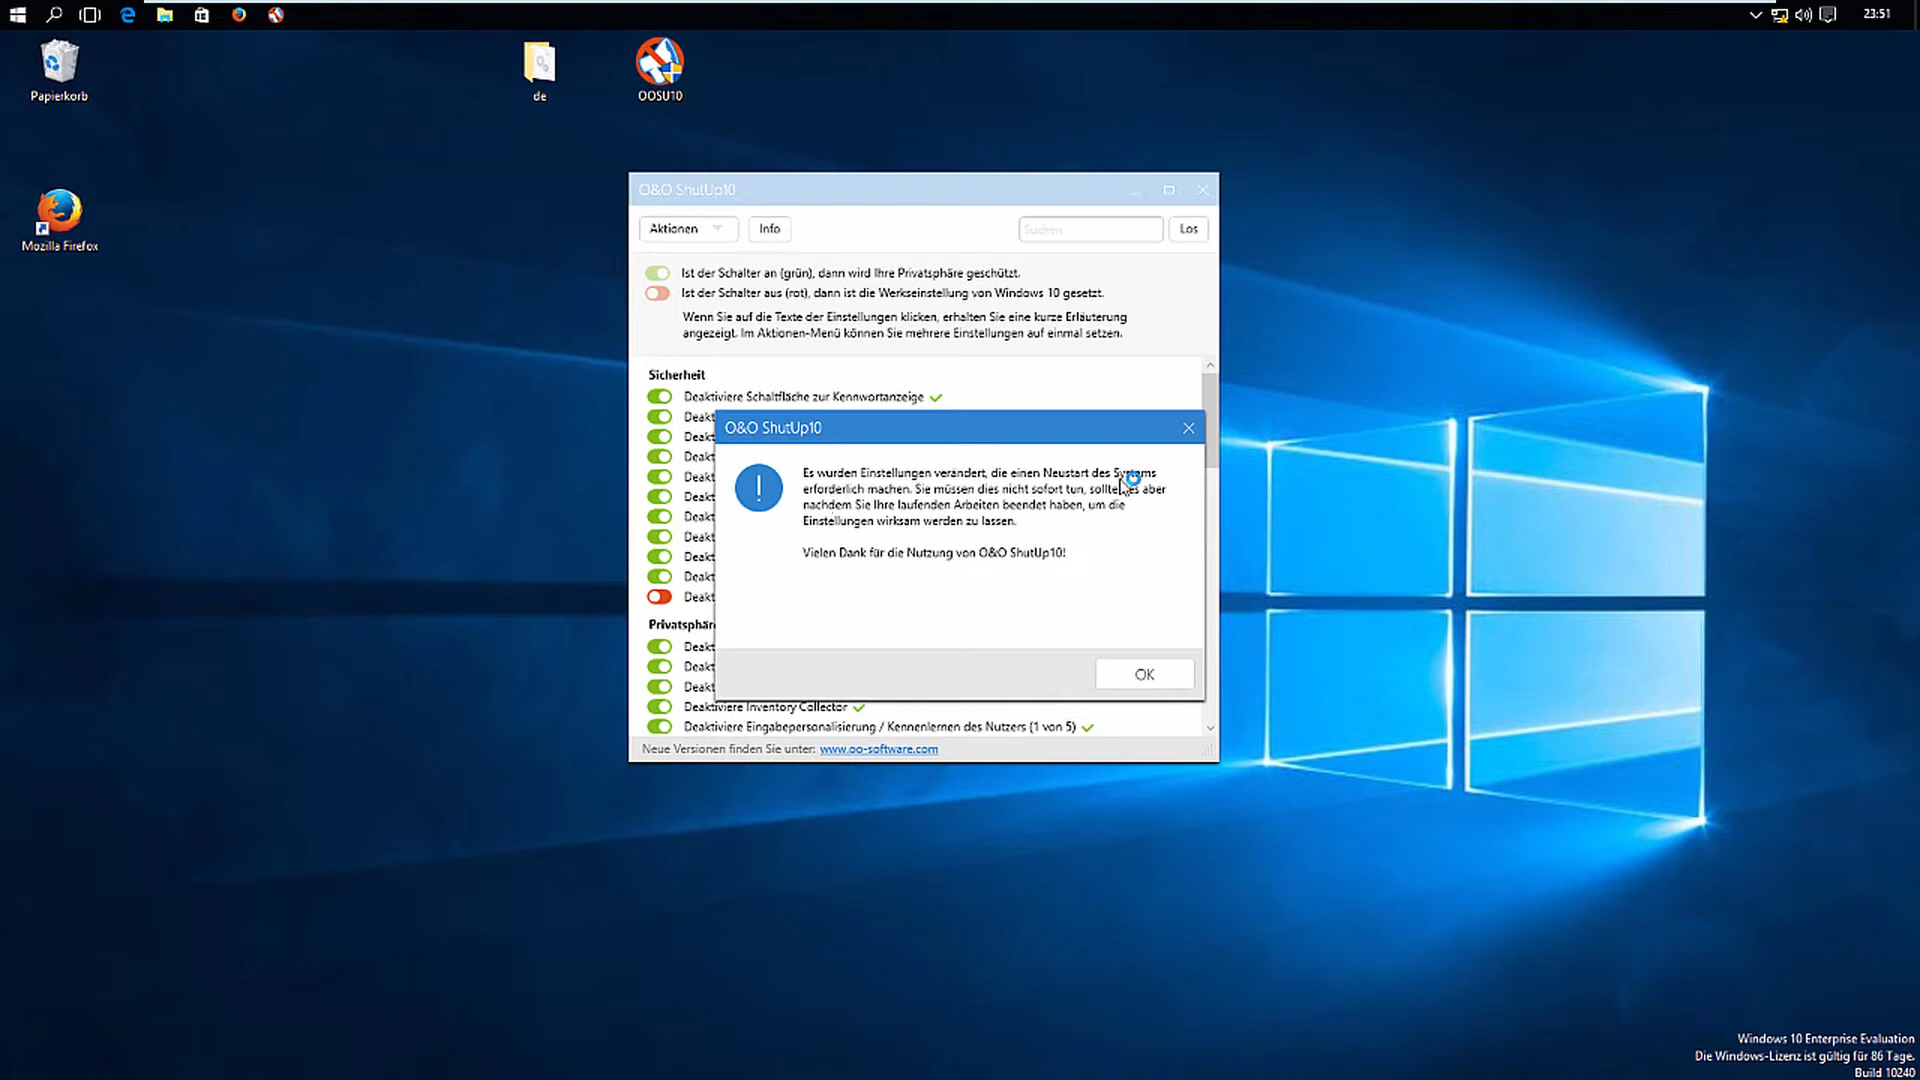 23:51
Papierkorb
de
OOSU10
Mozilla Firefox
O&O ShutUp10
Aktionen
Info
Suchen
Los
Ist der Schalter an (grün), dann wird Ihre Privatsphäre geschützt.
Ist der Schalter aus (rot), dann ist die Werkseinstellung von Windows 10 gesetzt.
Wenn Sie auf die Texte der Einstellungen klicken, erhalten Sie eine kurze Erläuterung
angezeigt. Im Aktionen-Menü können Sie mehrere Einstellungen auf einmal setzen.
Sicherheit
Deaktiviere Schaltfläche zur Kennwortanzeige
Deakt
Deakt
Deakt
Deakt
Deakt
Deakt
Deakt
Deakt
Deakt
Deakt
Privatsphäre
Deakt
Deakt
Deakt
O&O ShutUp10
Es wurden Einstellungen verändert, die einen Neustart des Systems
erforderlich machen. Sie müssen dies nicht sofort tun, sollten es aber
nachdem Sie Ihre laufenden Arbeiten beendet haben, um die
Einstellungen wirksam werden zu lassen.
Vielen Dank für die Nutzung von O&O ShutUp10!
OK
Deaktiviere Inventory Collector
Deaktiviere Eingabepersonalisierung / Kennenlernen des Nutzers (1 von 5)
Neue Versionen finden Sie unter: www.oo-software.com
Windows 10 Enterprise Evaluation
Die Windows-Lizenz ist gültig für 86 Tage.
Build 10240